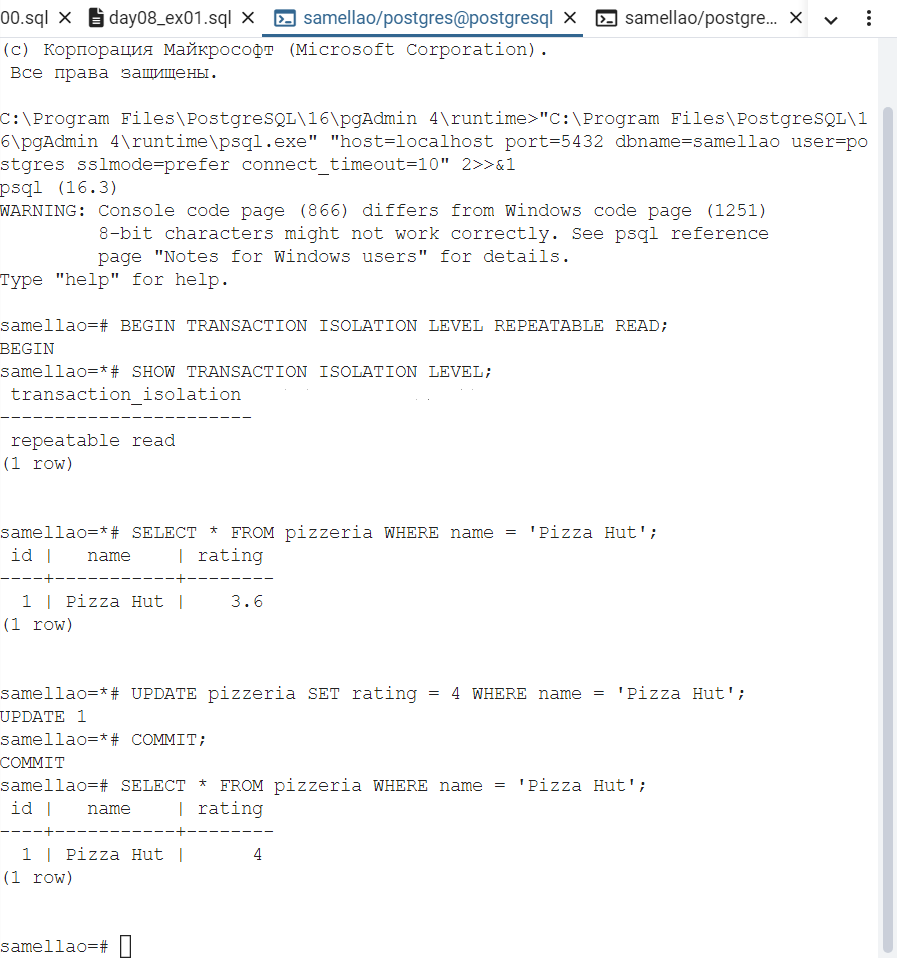 00.sql × day08_ex01.sql × samellao/postgres@postgresql × samellao/postgre... ×
(c) Корпорация Майкрософт (Microsoft Corporation).
 Все права защищены.
C:\Program Files\PostgreSQL\16\pgAdmin 4\runtime>"C:\Program Files\PostgreSQL\1
6\pgAdmin 4\runtime\psql.exe" "host=localhost port=5432 dbname=samellao user=po
stgres sslmode=prefer connect_timeout=10" 2>>&1
psql (16.3)
WARNING: Console code page (866) differs from Windows code page (1251)
         8-bit characters might not work correctly. See psql reference
         page "Notes for Windows users" for details.
Type "help" for help.
samellao=# BEGIN TRANSACTION ISOLATION LEVEL REPEATABLE READ;
BEGIN
samellao=*# SHOW TRANSACTION ISOLATION LEVEL;
 transaction_isolation
-----------------------
 repeatable read
(1 row)
samellao=*# SELECT * FROM pizzeria WHERE name = 'Pizza Hut';
 id |   name    | rating
----+-----------+--------
  1 | Pizza Hut |    3.6
(1 row)
samellao=*# UPDATE pizzeria SET rating = 4 WHERE name = 'Pizza Hut';
UPDATE 1
samellao=*# COMMIT;
COMMIT
samellao=# SELECT * FROM pizzeria WHERE name = 'Pizza Hut';
 id |   name    | rating
----+-----------+--------
  1 | Pizza Hut |      4
(1 row)
samellao=#